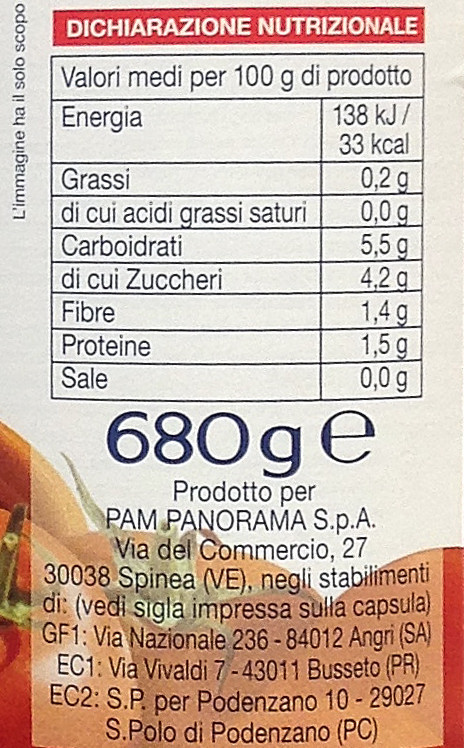 L'immagine ha il solo scopo
DICHIARAZIONE NUTRIZIONALE
Valori medi per 100 g di prodotto
Energia 138 kJ /
33 kcal
Grassi 0,2 g
di cui acidi grassi saturi 0,0 g
Carboidrati 5,5 g
di cui Zuccheri 4,2 g
Fibre 1,4 g
Proteine 1,5 g
Sale 0,0 g
680 g ℮
Prodotto per
PAM PANORAMA S.p.A.
Via del Commercio, 27
30038 Spinea (VE), negli stabilimenti
di: (vedi sigla impressa sulla capsula)
GF1: Via Nazionale 236 - 84012 Angri (SA)
EC1: Via Vivaldi 7 - 43011 Busseto (PR)
EC2: S.P. per Podenzano 10 - 29027
S.Polo di Podenzano (PC)